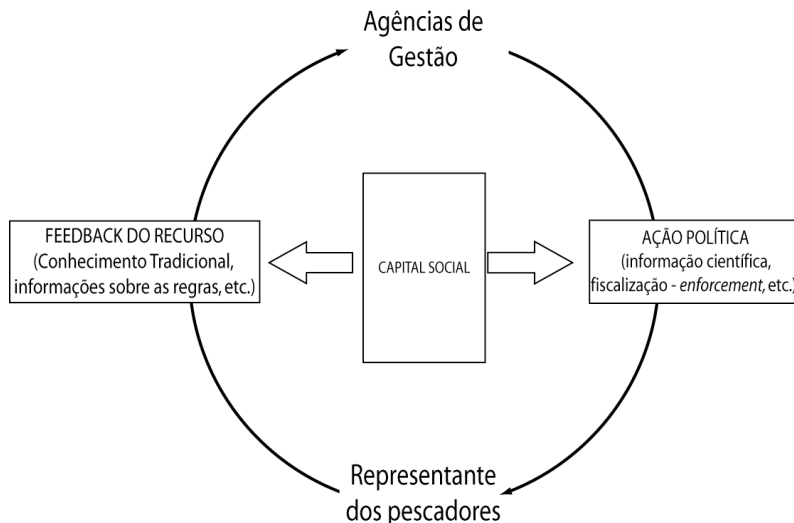 Agências de
Gestão
FEEDBACK DO RECURSO
(Conhecimento Tradicional,
informações sobre as regras, etc.)
CAPITAL SOCIAL
AÇÃO POLÍTICA
(informação científica,
fiscalização - enforcement, etc.)
Representante
dos pescadores